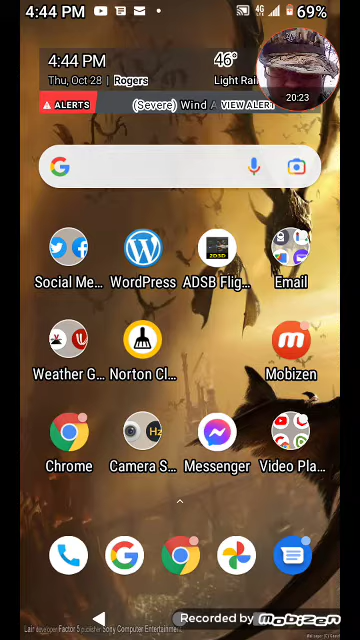 4:44 PM 4G 69%
4:44 PM 46°
Thu, Oct 28 | Rogers Light Rai
20:23
ALERTS (Severe) Wind A VIEW ALERT
Social Me... WordPress ADSB Flig... Email
Weather G... Norton Cl... Mobizen
Chrome Camera S... Messenger Video Pla...
Recorded by Mobizen